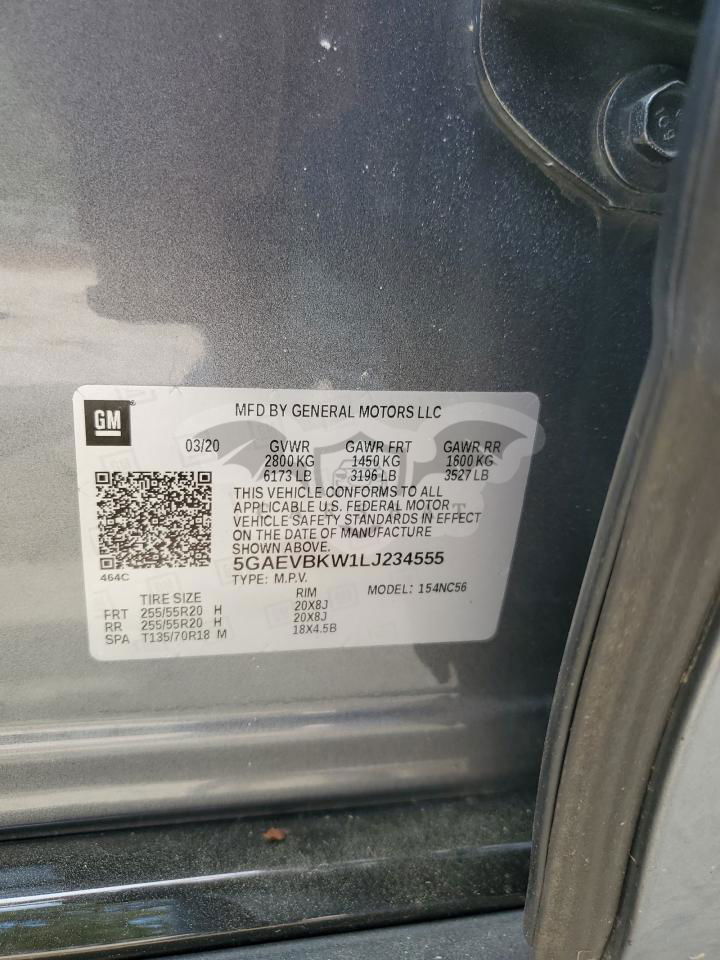 GM
®
MFD BY GENERAL MOTORS LLC
03/20 GVWR GAWR FRT GAWR RR
2800 KG 1450 KG 1600 KG
6173 LB 3196 LB 3527 LB
THIS VEHICLE CONFORMS TO ALL
APPLICABLE U.S. FEDERAL MOTOR
VEHICLE SAFETY STANDARDS IN EFFECT
ON THE DATE OF MANUFACTURE
SHOWN ABOVE.
464C
5GAEVBKW1LJ234555
TYPE: M.P.V. MODEL: 154NC56
TIRE SIZE RIM
FRT 255/55R20 H 20X8J
RR 255/55R20 H 20X8J
SPA T135/70R18 M 18X4.5B